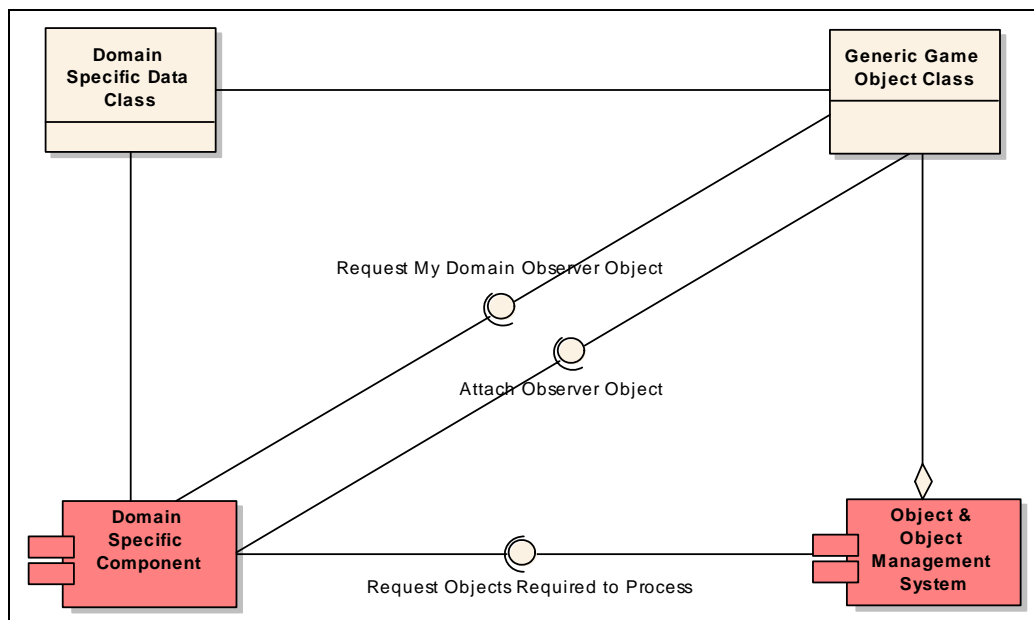 Domain
Specific Data
Class
Generic Game
Object Class
Request My Domain Observer Object
Attach Observer Object
Domain
Specific
Component
Object &
Object
Management
System
Request Objects Required to Process